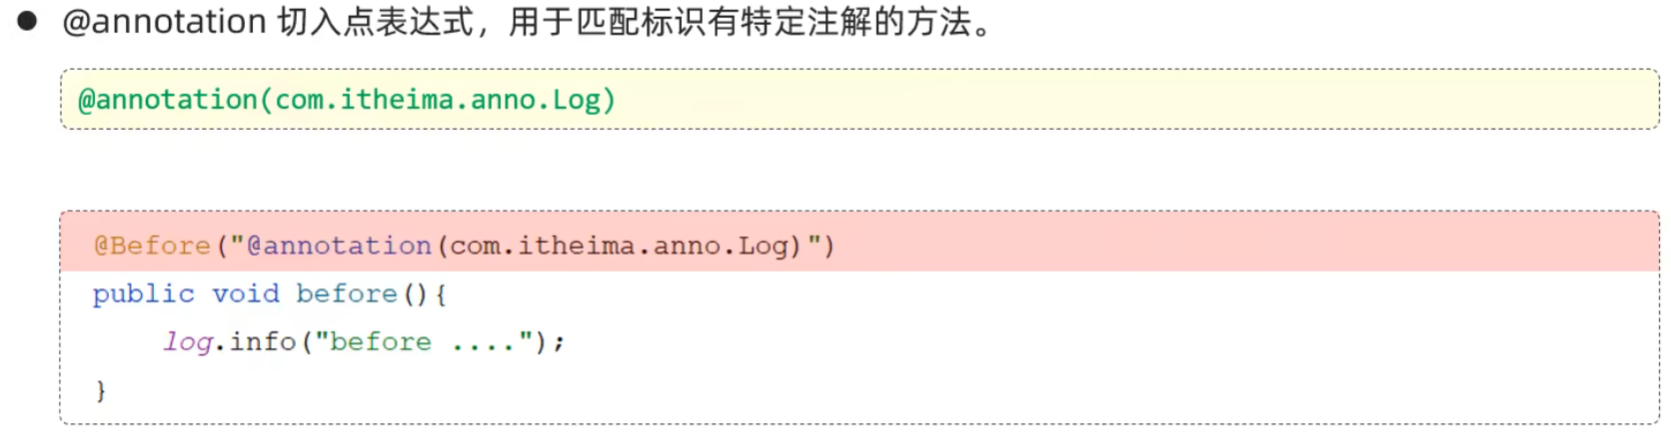 ● @annotation 切入点表达式，用于匹配标识有特定注解的方法。
@annotation(com.itheima.anno.Log)
@Before("@annotation(com.itheima.anno.Log)")
public void before(){
log.info("before ....");
}